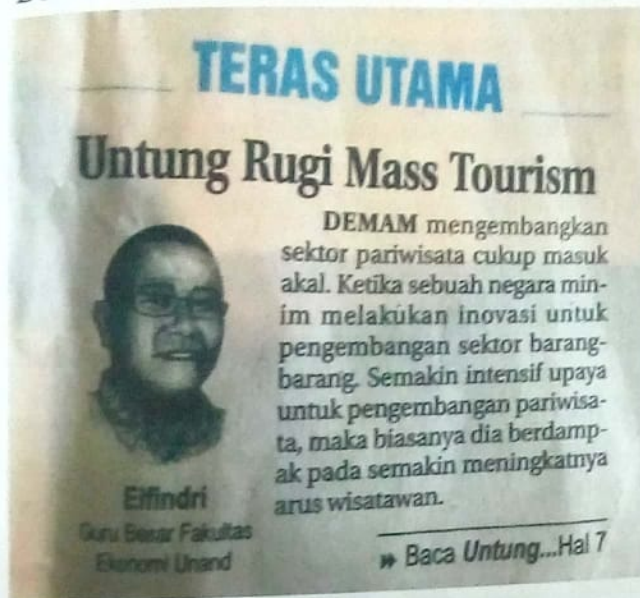 TERAS UTAMA
Untung Rugi Mass Tourism
DEMAM mengembangkan
sektor pariwisata cukup masuk
akal. Ketika sebuah negara min-
im melakukan inovasi untuk
pengembangan sektor barang-
barang. Semakin intensif upaya
untuk pengembangan pariwisa-
ta, maka biasanya dia berdamp-
ak pada semakin meningkatnya
arus wisatawan.
Elfindri
Guru Besar Fakultas
Ekonomi Unand
Baca Untung...Hal 7